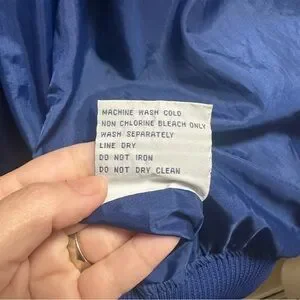 MACHINE WASH COLD
NON CHLORINE BLEACH ONLY
WASH SEPARATELY
LINE DRY
DO NOT IRON
DO NOT DRY CLEAN